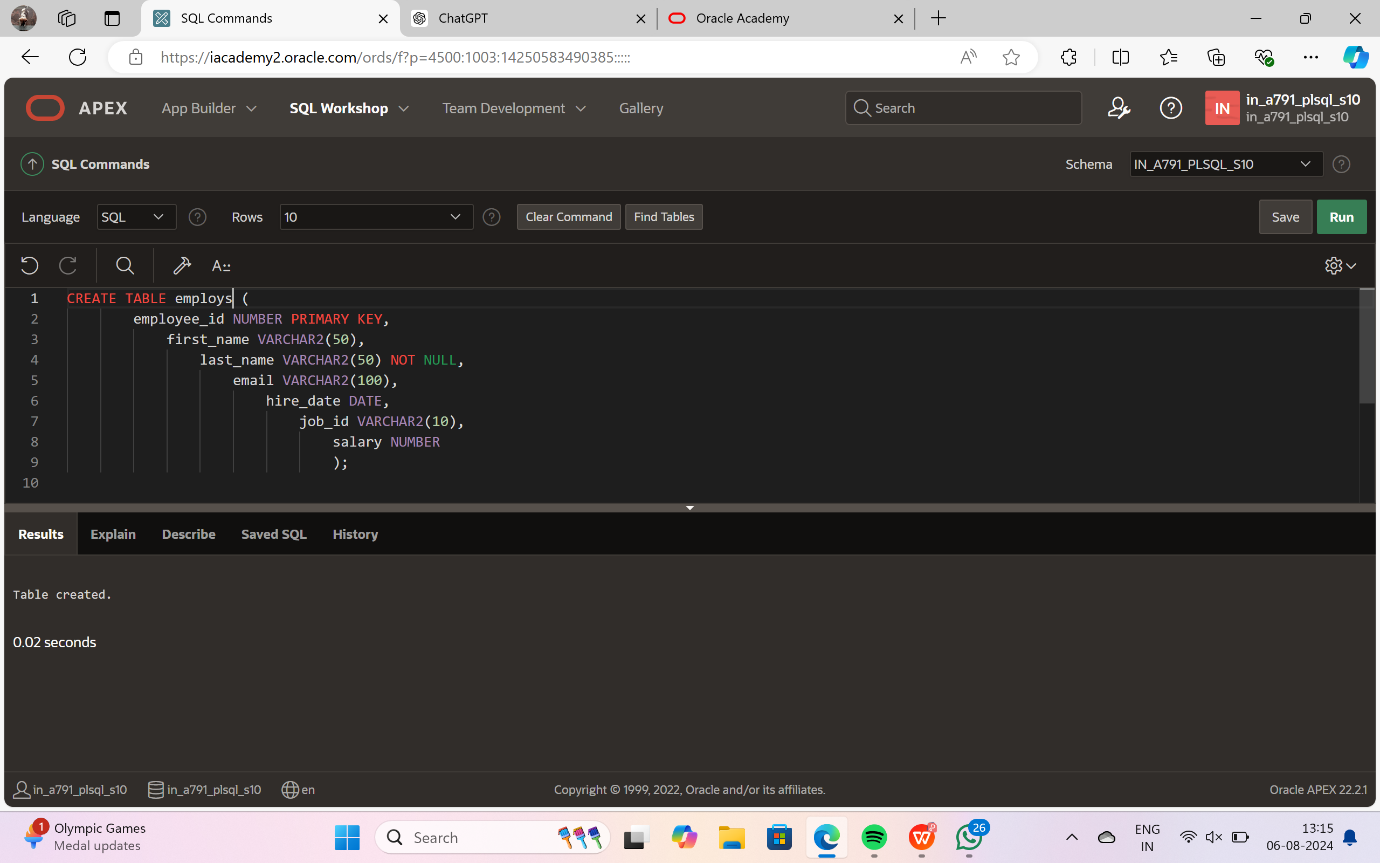 SQL Commands
ChatGPT
Oracle Academy
https://iacademy2.oracle.com/ords/f?p=4500:1003:14250583490385:::::
APEX App Builder SQL Workshop Team Development Gallery Search IN in_a791_plsql_s10
in_a791_plsql_s10
SQL Commands Schema IN_A791_PLSQL_S10
Language SQL Rows 10 Clear Command Find Tables Save Run
1 CREATE TABLE employs (
2 employee_id NUMBER PRIMARY KEY,
3 first_name VARCHAR2(50),
4 last_name VARCHAR2(50) NOT NULL,
5 email VARCHAR2(100),
6 hire_date DATE,
7 job_id VARCHAR2(10),
8 salary NUMBER
9 );
10
Results Explain Describe Saved SQL History
Table created.
0.02 seconds
in_a791_plsql_s10 in_a791_plsql_s10 en Copyright © 1999, 2022, Oracle and/or its affiliates. Oracle APEX 22.2.1
1 Olympic Games
Medal updates
Search
26
ENG
IN
13:15
06-08-2024